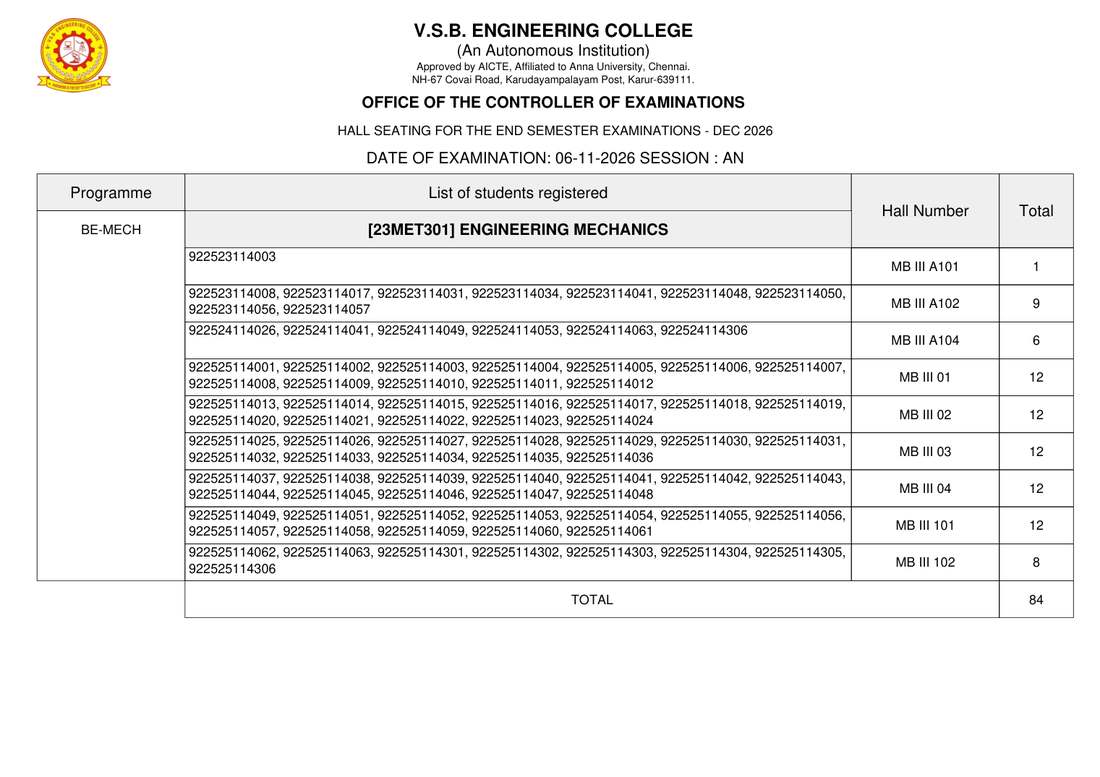 V.S.B. ENGINEERING COLLEGE
(An Autonomous Institution)
Approved by AICTE, Affiliated to Anna University, Chennai.
NH-67 Covai Road, Karudayampalayam Post, Karur-639111.
OFFICE OF THE CONTROLLER OF EXAMINATIONS
HALL SEATING FOR THE END SEMESTER EXAMINATIONS - DEC 2026
DATE OF EXAMINATION: 06-11-2026 SESSION : AN
Programme List of students registered Hall Number Total
BE-MECH [23MET301] ENGINEERING MECHANICS
922523114003 MB III A101 1
922523114008, 922523114017, 922523114031, 922523114034, 922523114041, 922523114048, 922523114050,
922523114056, 922523114057 MB III A102 9
922524114026, 922524114041, 922524114049, 922524114053, 922524114063, 922524114306 MB III A104 6
922525114001, 922525114002, 922525114003, 922525114004, 922525114005, 922525114006, 922525114007,
922525114008, 922525114009, 922525114010, 922525114011, 922525114012 MB III 01 12
922525114013, 922525114014, 922525114015, 922525114016, 922525114017, 922525114018, 922525114019,
922525114020, 922525114021, 922525114022, 922525114023, 922525114024 MB III 02 12
922525114025, 922525114026, 922525114027, 922525114028, 922525114029, 922525114030, 922525114031,
922525114032, 922525114033, 922525114034, 922525114035, 922525114036 MB III 03 12
922525114037, 922525114038, 922525114039, 922525114040, 922525114041, 922525114042, 922525114043,
922525114044, 922525114045, 922525114046, 922525114047, 922525114048 MB III 04 12
922525114049, 922525114051, 922525114052, 922525114053, 922525114054, 922525114055, 922525114056,
922525114057, 922525114058, 922525114059, 922525114060, 922525114061 MB III 101 12
922525114062, 922525114063, 922525114301, 922525114302, 922525114303, 922525114304, 922525114305,
922525114306 MB III 102 8
TOTAL 84